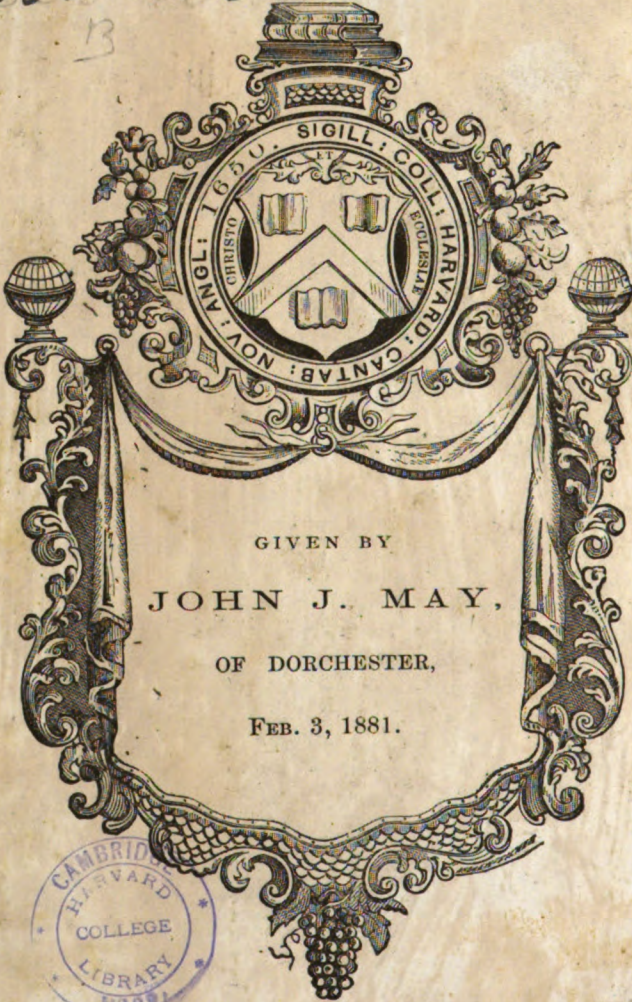 13
SIGILL: COLL: HARVARD: CANTAB: NOV: ANGL: 1650.
ET
CHRISTO
ECCLESIAE
GIVEN BY
JOHN J. MAY,
OF DORCHESTER,
FEB. 3, 1881.
CAMBRIDGE
HARVARD
COLLEGE
LIBRARY